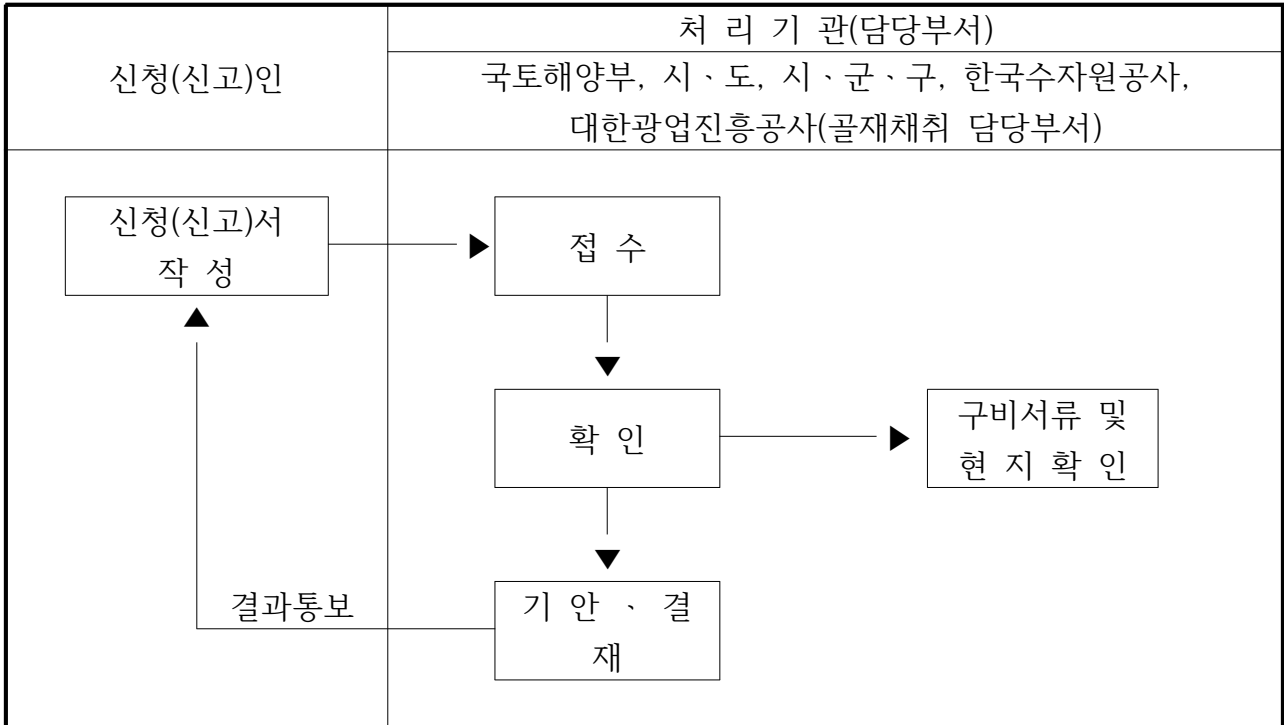 처 리 기 관(담당부서)
신청(신고)인
국토해양부, 시ㆍ도, 시ㆍ군ㆍ구, 한국수자원공사,
대한광업진흥공사(골재채취 담당부서)
신청(신고)서
작 성
접 수
확 인
구비서류 및
현 지 확 인
기 안 ㆍ 결
재
결과통보